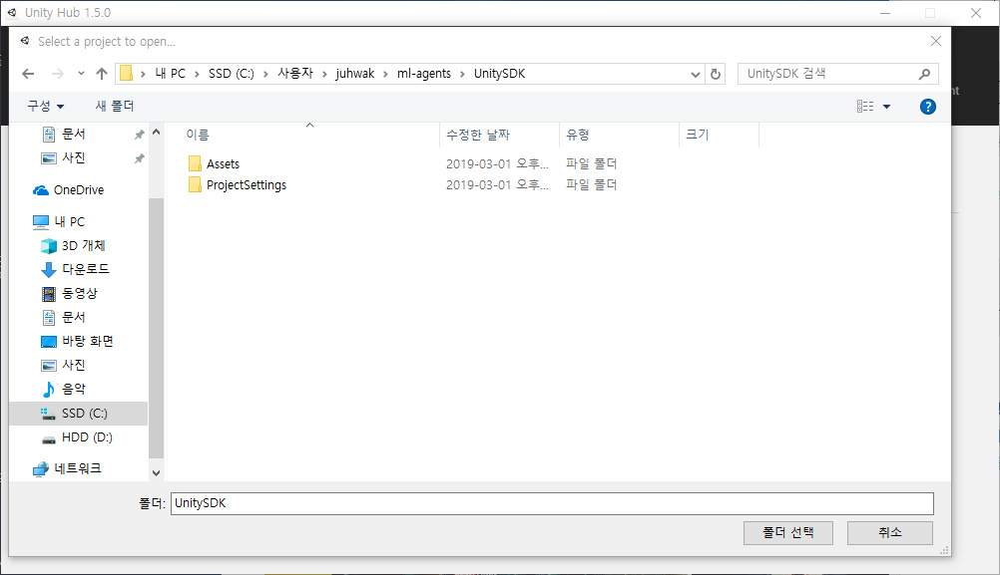 Unity Hub 1.5.0
Select a project to open...
내 PC › SSD (C:) › 사용자 › juhwak › ml-agents › UnitySDK
UnitySDK 검색
구성 새 폴더
이름 수정한 날짜 유형 크기
문서
사진
OneDrive
내 PC
3D 개체
다운로드
동영상
문서
바탕 화면
사진
음악
SSD (C:)
HDD (D:)
네트워크
Assets 2019-03-01 오후... 파일 폴더
ProjectSettings 2019-03-01 오후... 파일 폴더
폴더: UnitySDK
폴더 선택 취소